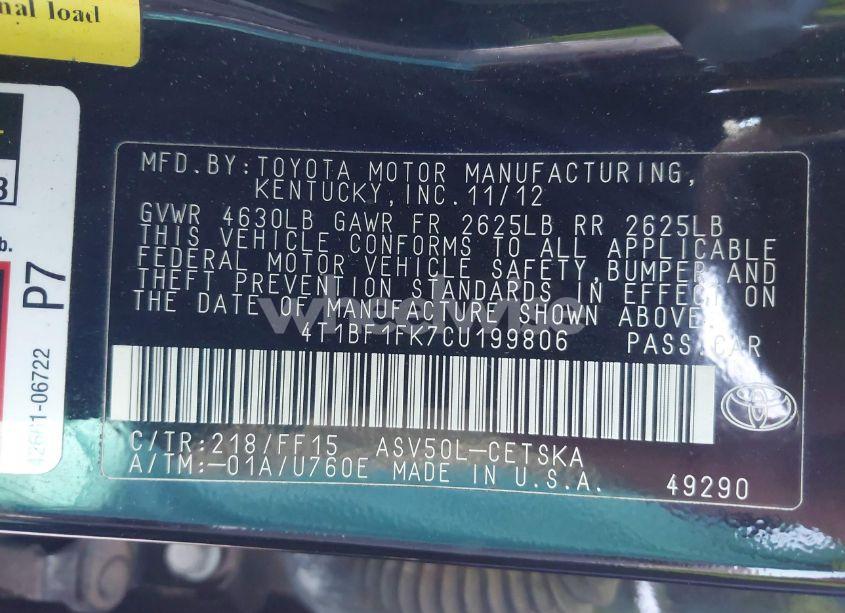 nal load
3
b.
P7
06722
MFD.BY:TOYOTA MOTOR MANUFACTURING,
KENTUCKY,INC.11/12
GVWR 4630LB GAWR FR 2625LB RR 2625LB
THIS VEHICLE CONFORMS TO ALL APPLICABLE
FEDERAL MOTOR VEHICLE SAFETY,BUMPER,AND
THEFT PREVENTION STANDARDS IN EFFECT ON
THE DATE OF MANUFACTURE SHOWN ABOVE.
4T1BF1FK7CU199806 PASS.CAR
C/TR:218/FF15 ASV50L-CETSKA
A/TM:-01A/U760E MADE IN U.S.A. 49290